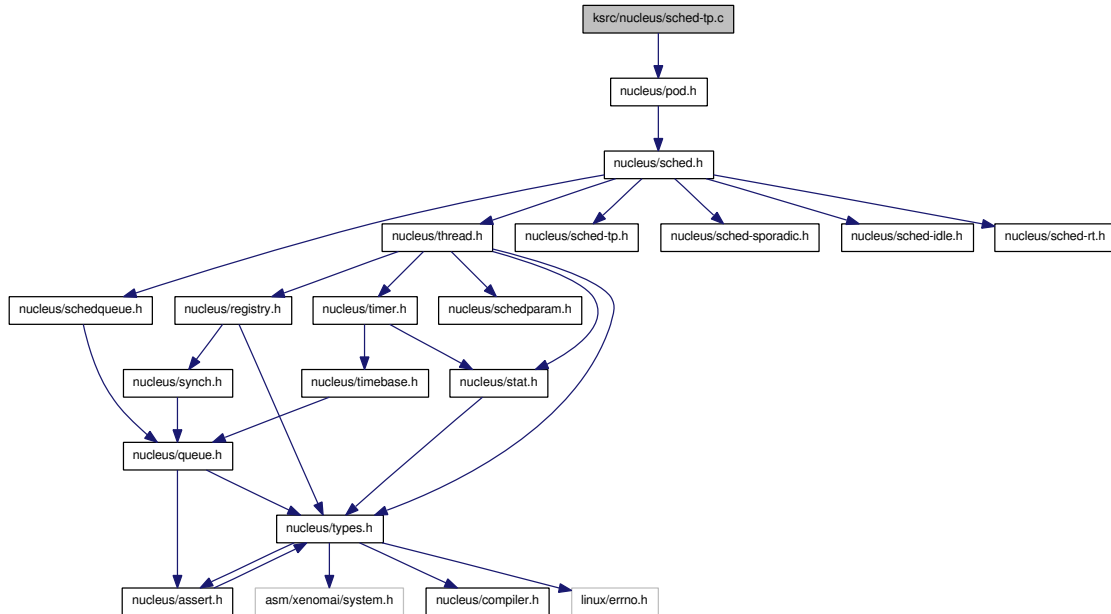 ksrc/nucleus/sched-tp.c
nucleus/pod.h
nucleus/sched.h
nucleus/thread.h
nucleus/sched-tp.h
nucleus/sched-sporadic.h
nucleus/sched-idle.h
nucleus/sched-rt.h
nucleus/schedqueue.h
nucleus/registry.h
nucleus/timer.h
nucleus/schedparam.h
nucleus/synch.h
nucleus/timebase.h
nucleus/stat.h
nucleus/queue.h
nucleus/types.h
nucleus/assert.h
asm/xenomai/system.h
nucleus/compiler.h
linux/errno.h